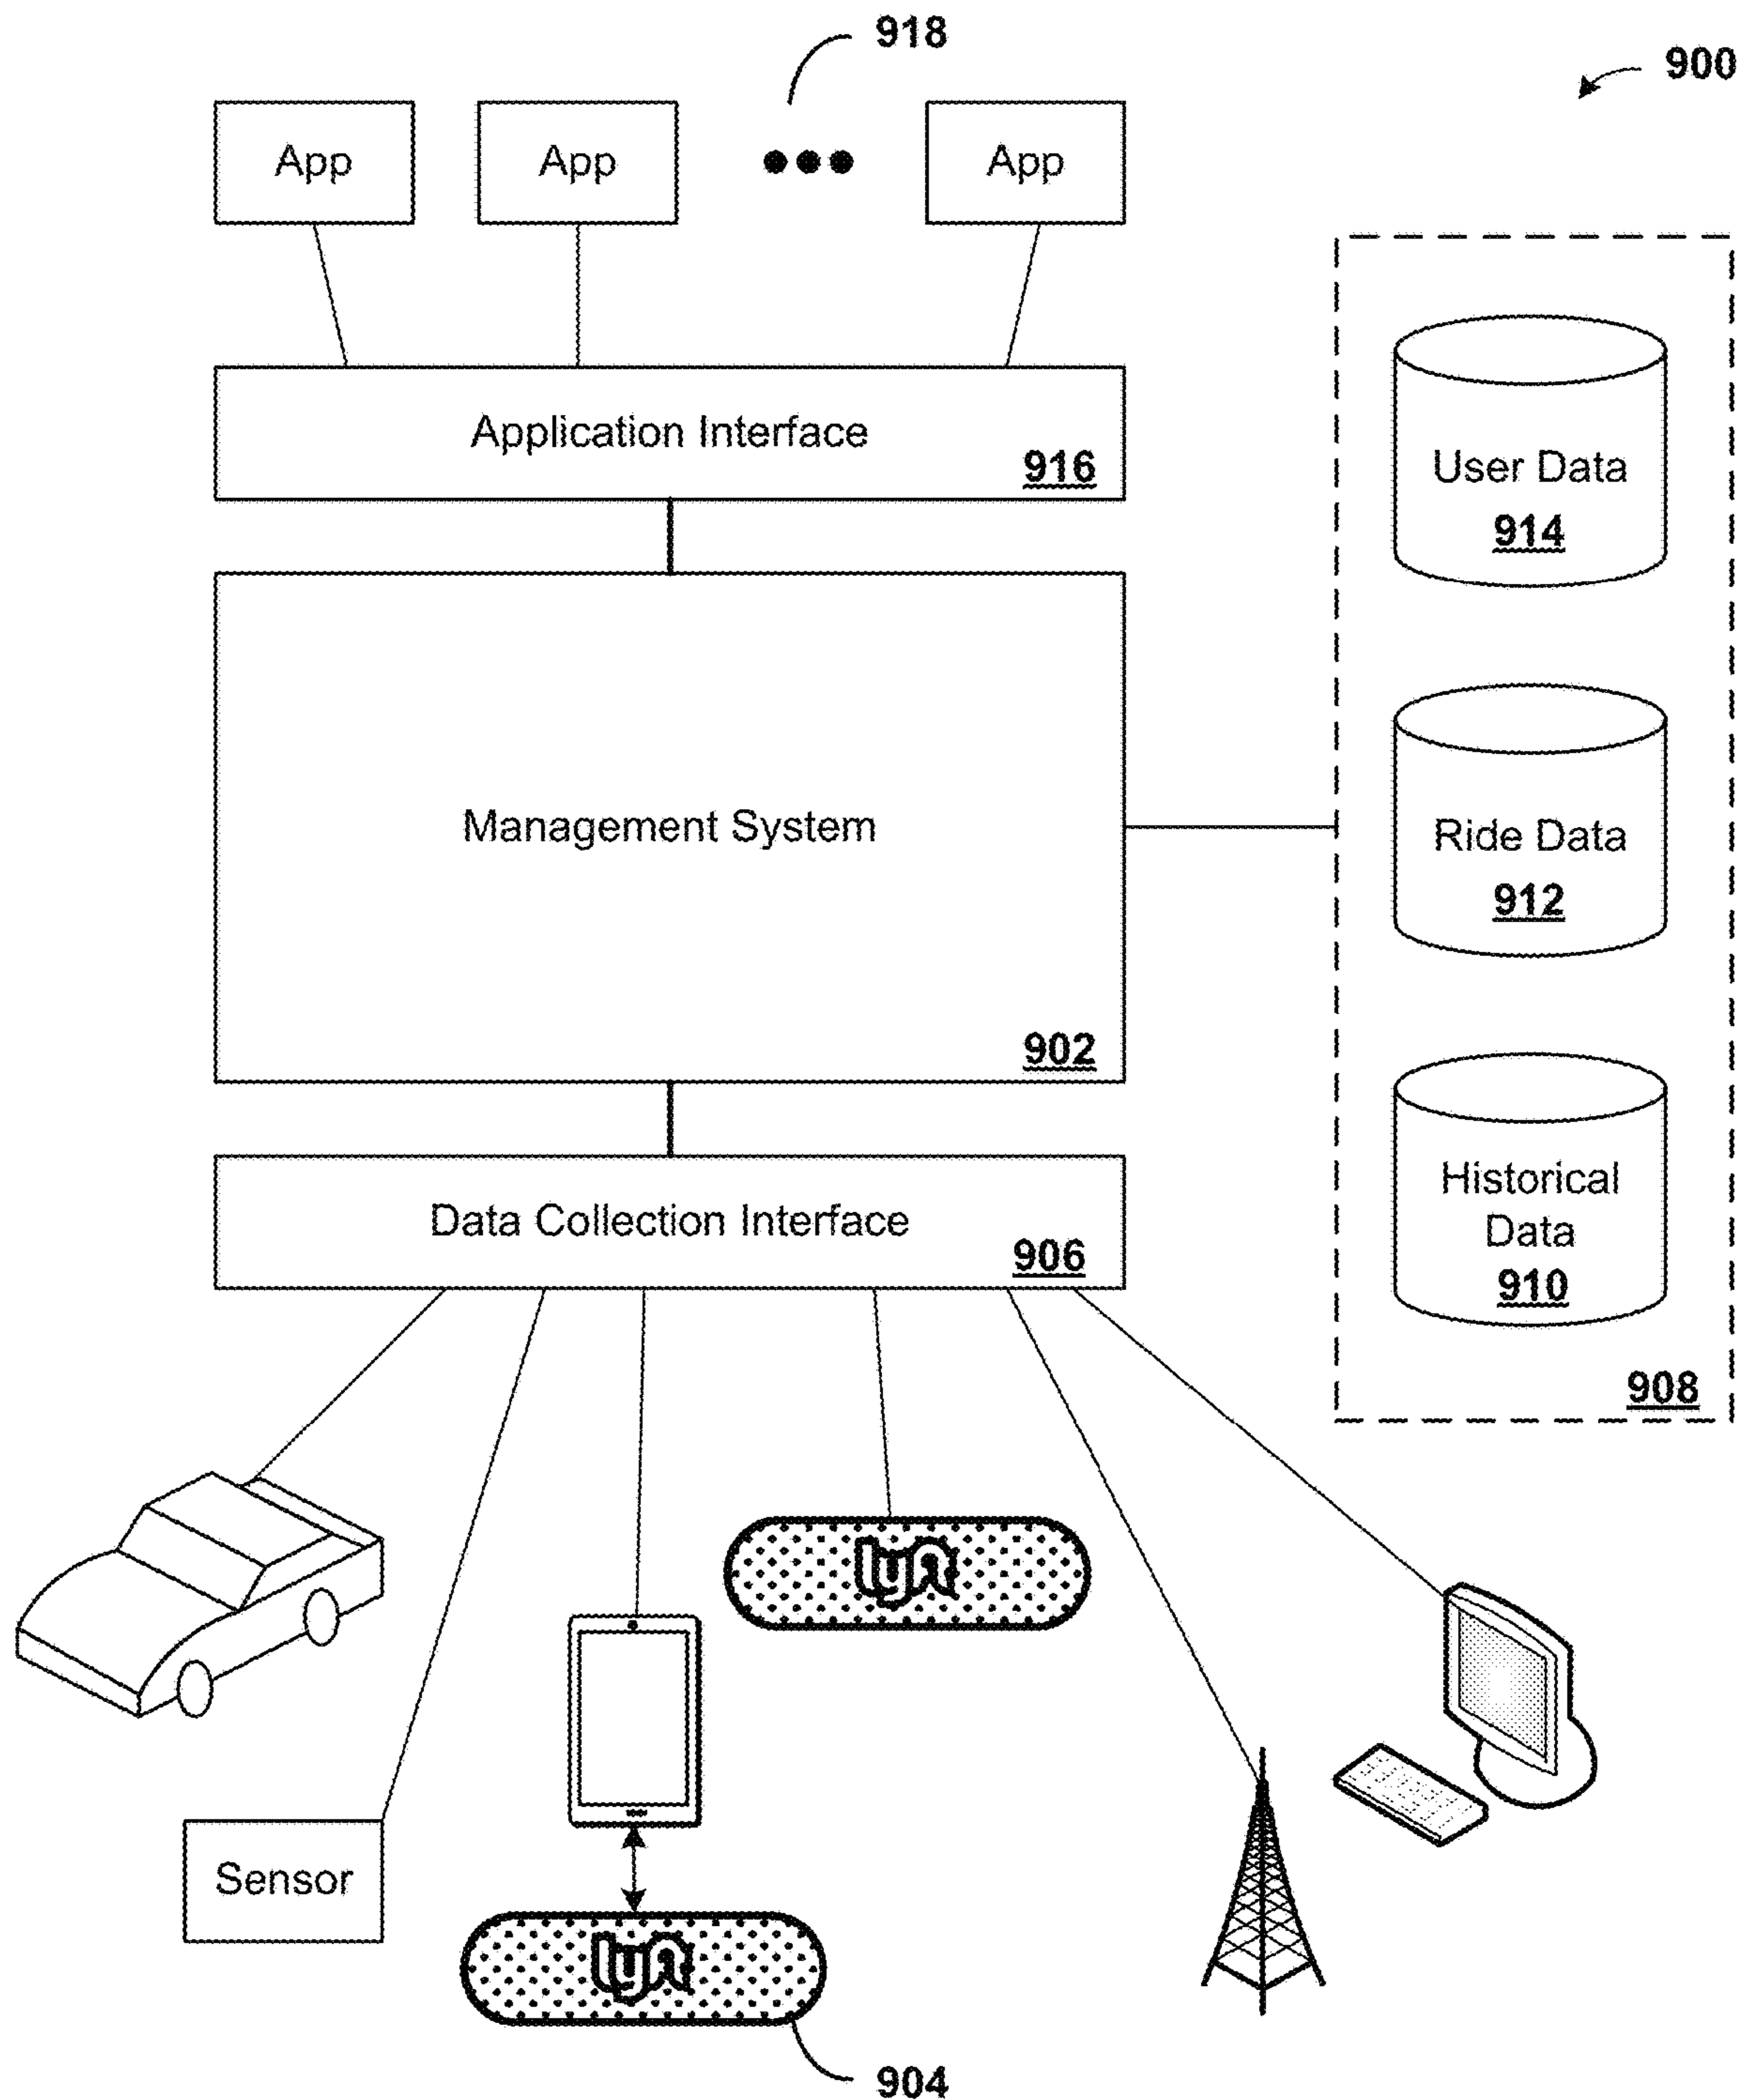 918
900
App
App
App
Application Interface
916
User Data
914
Management System
902
Ride Data
912
Data Collection Interface
906
Historical
Data
910
908
lyft
Sensor
lyft
904